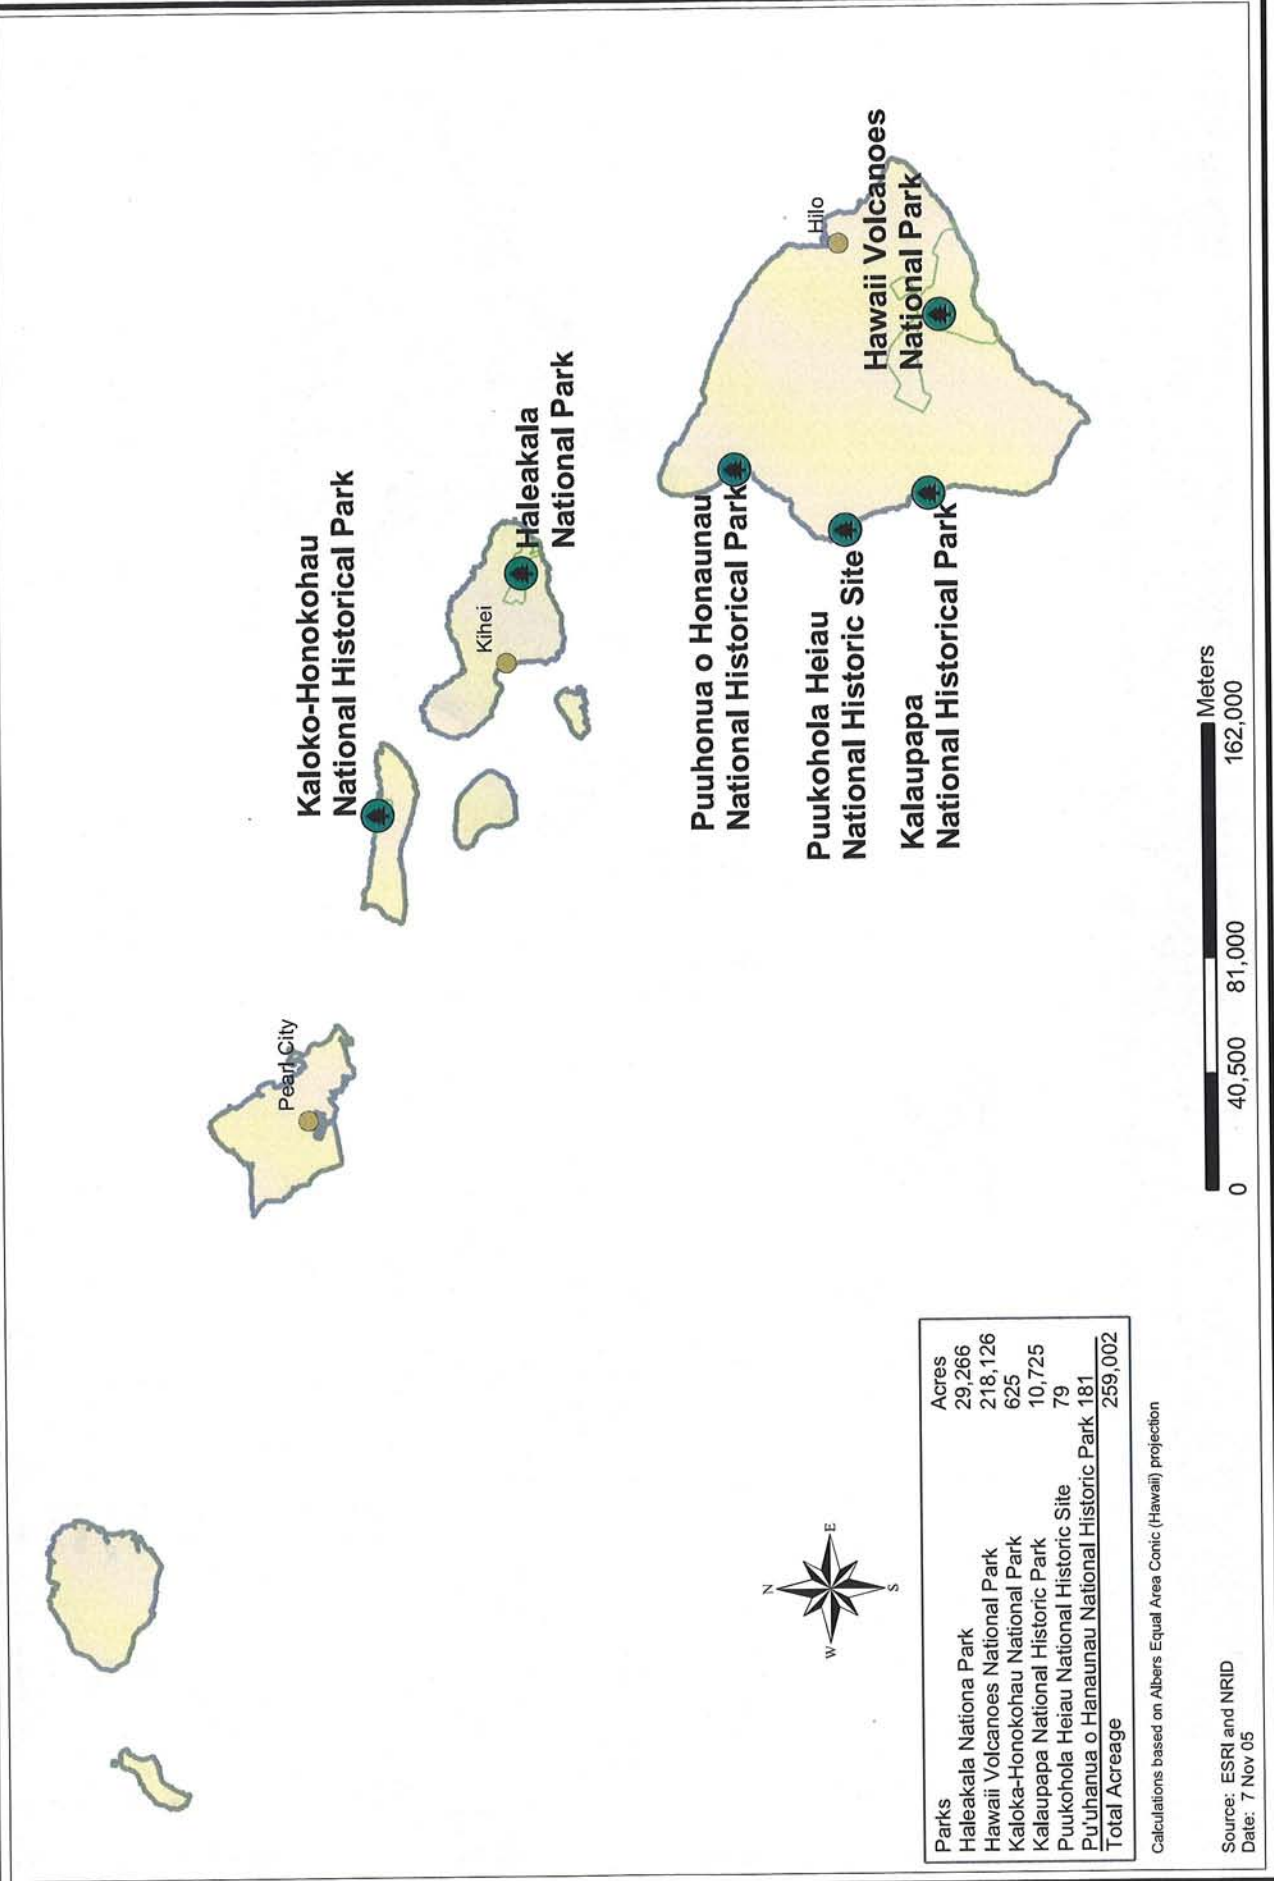 Pearl City
Kaloko-Honokohau
National Historical Park
Kihei
Haleakala
National Park
Puuhonua o Honaunau
National Historical Park
Hilo
Puukohola Heiau
National Historic Site
Hawaii Volcanoes
National Park
Kalaupapa
National Historical Park
N
W E
S
Parks Acres
Haleakala Nationa Park 29,266
Hawaii Volcanoes National Park 218,126
Kaloka-Honokohau National Park 625
Kalaupapa National Historic Park 10,725
Puukohola Heiau National Historic Site 79
Pu'uhanua o Hanaunau National Historic Park 181
Total Acreage 259,002
Calculations based on Albers Equal Area Conic (Hawaii) projection
Meters
0 40,500 81,000 162,000
Source: ESRI and NRID
Date: 7 Nov 05